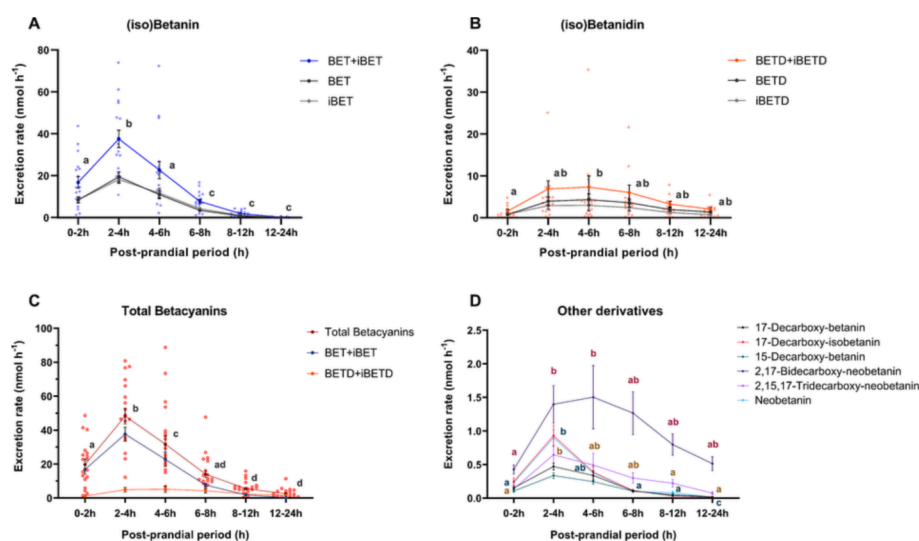 A
(iso)Betanin
Excretion rate (nmol h⁻¹)
80
60
40
20
0
BET+iBET
BET
iBET
a
b
a
c
c
c
0-2h 2-4h 4-6h 6-8h 8-12h 12-24h
Post-prandial period (h)
B
(iso)Betanidin
Excretion rate (nmol h⁻¹)
40
30
20
10
0
BETD+iBETD
BETD
iBETD
a
ab
b
ab
ab
ab
0-2h 2-4h 4-6h 6-8h 8-12h 12-24h
Post-prandial period (h)
C
Total Betacyanins
Excretion rate (nmol h⁻¹)
100
80
60
40
20
0
Total Betacyanins
BET+iBET
BETD+iBETD
a
b
c
ad
d
d
0-2h 2-4h 4-6h 6-8h 8-12h 12-24h
Post-prandial period (h)
D
Other derivatives
Excretion rate (nmol h⁻¹)
2.5
2.0
1.5
1.0
0.5
0.0
17-Decarboxy-betanin
17-Decarboxy-isobetanin
15-Decarboxy-betanin
2,17-Bidecarboxy-neobetanin
2,15,17-Tridecarboxy-neobetanin
Neobetanin
a b b ab ab ab
a b ab a a c
a b ab ab a a
0-2h 2-4h 4-6h 6-8h 8-12h 12-24h
Post-prandial period (h)